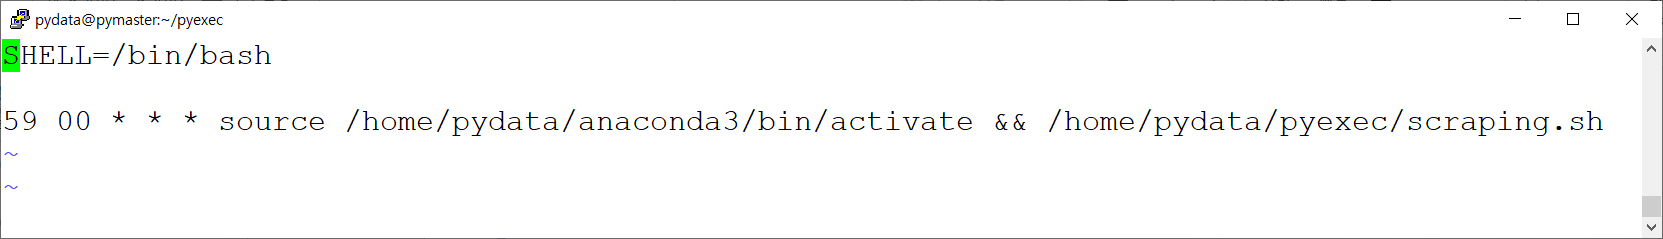 pydata@pymaster:~/pyexec
SHELL=/bin/bash
59 00 * * * source /home/pydata/anaconda3/bin/activate && /home/pydata/pyexec/scraping.sh
~
~